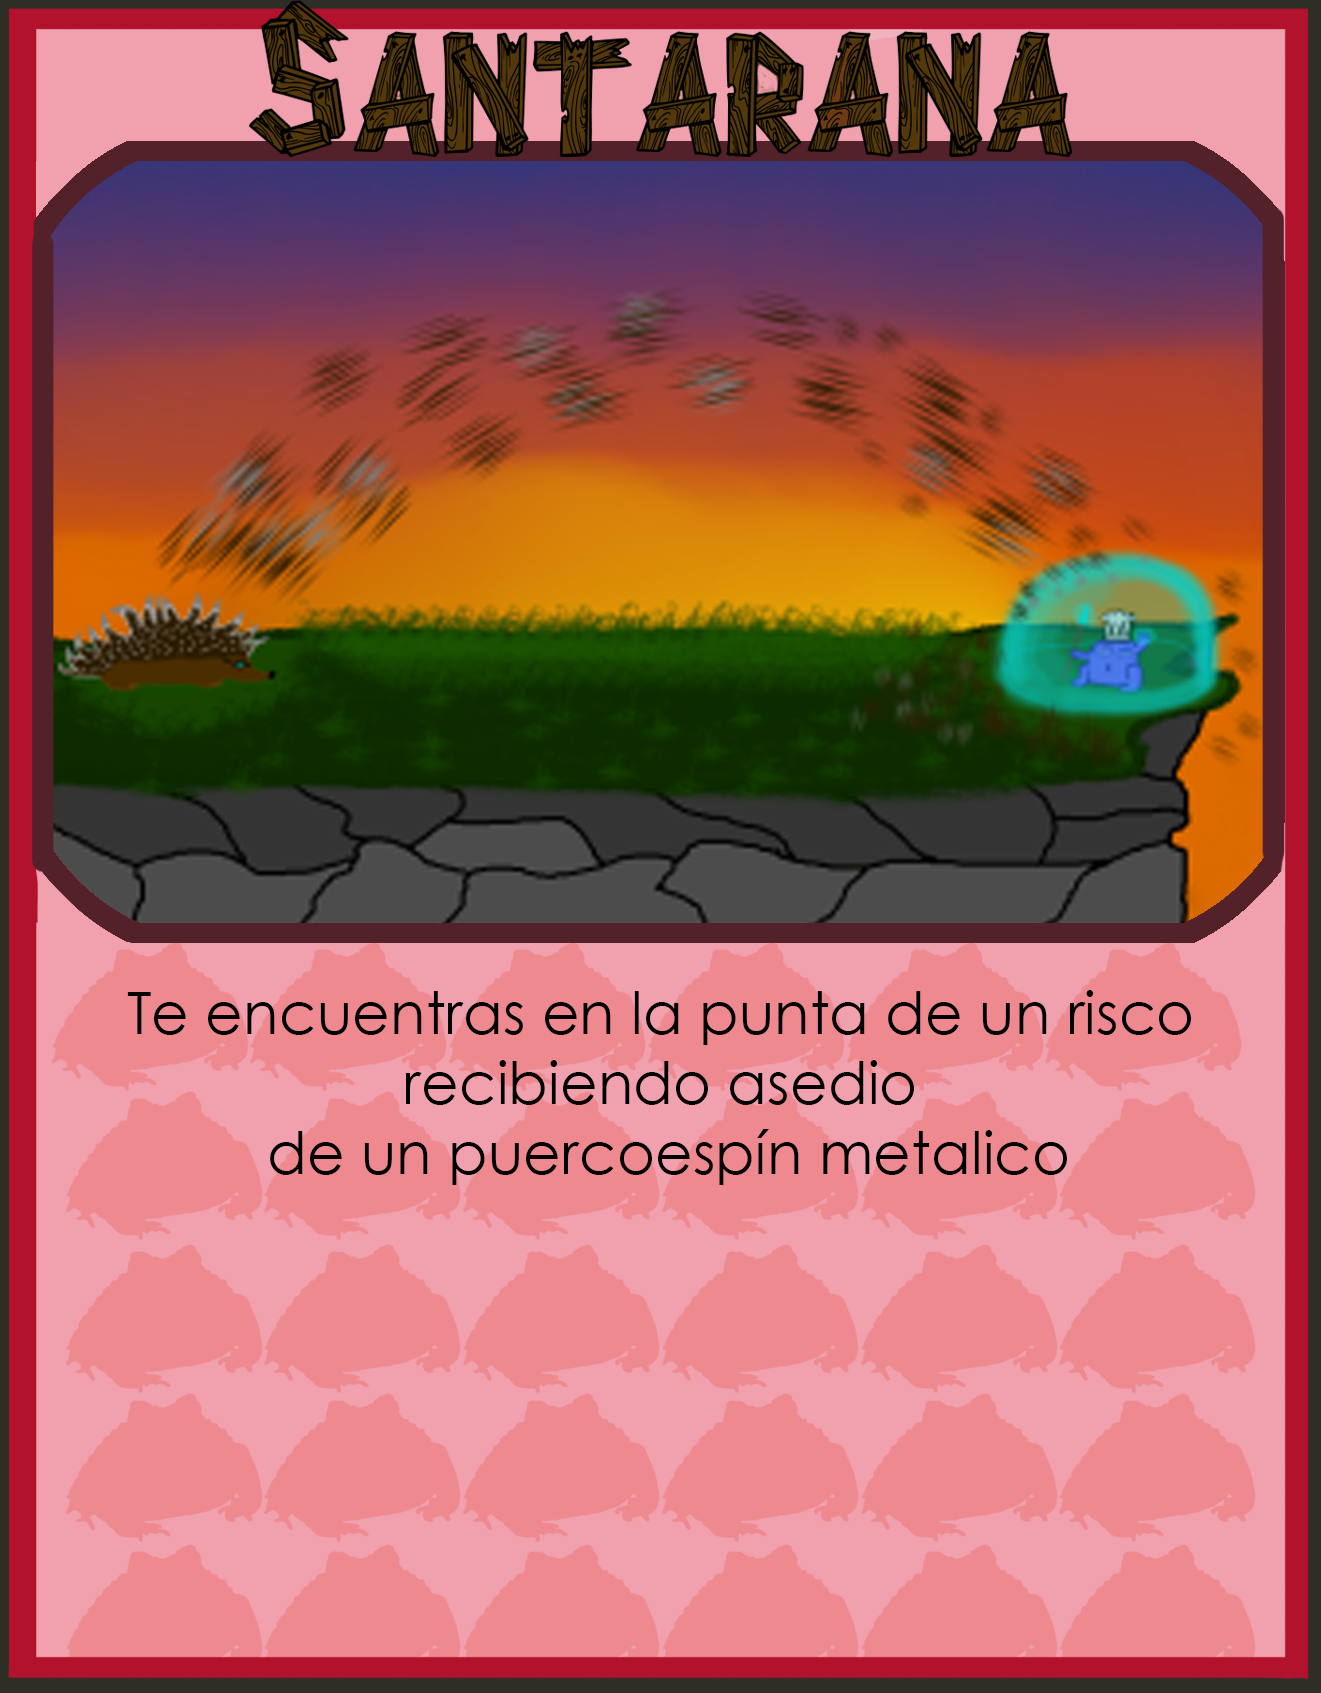 SANTARANA
Te encuentras en la punta de un risco
recibiendo asedio
de un puercoespín metalico